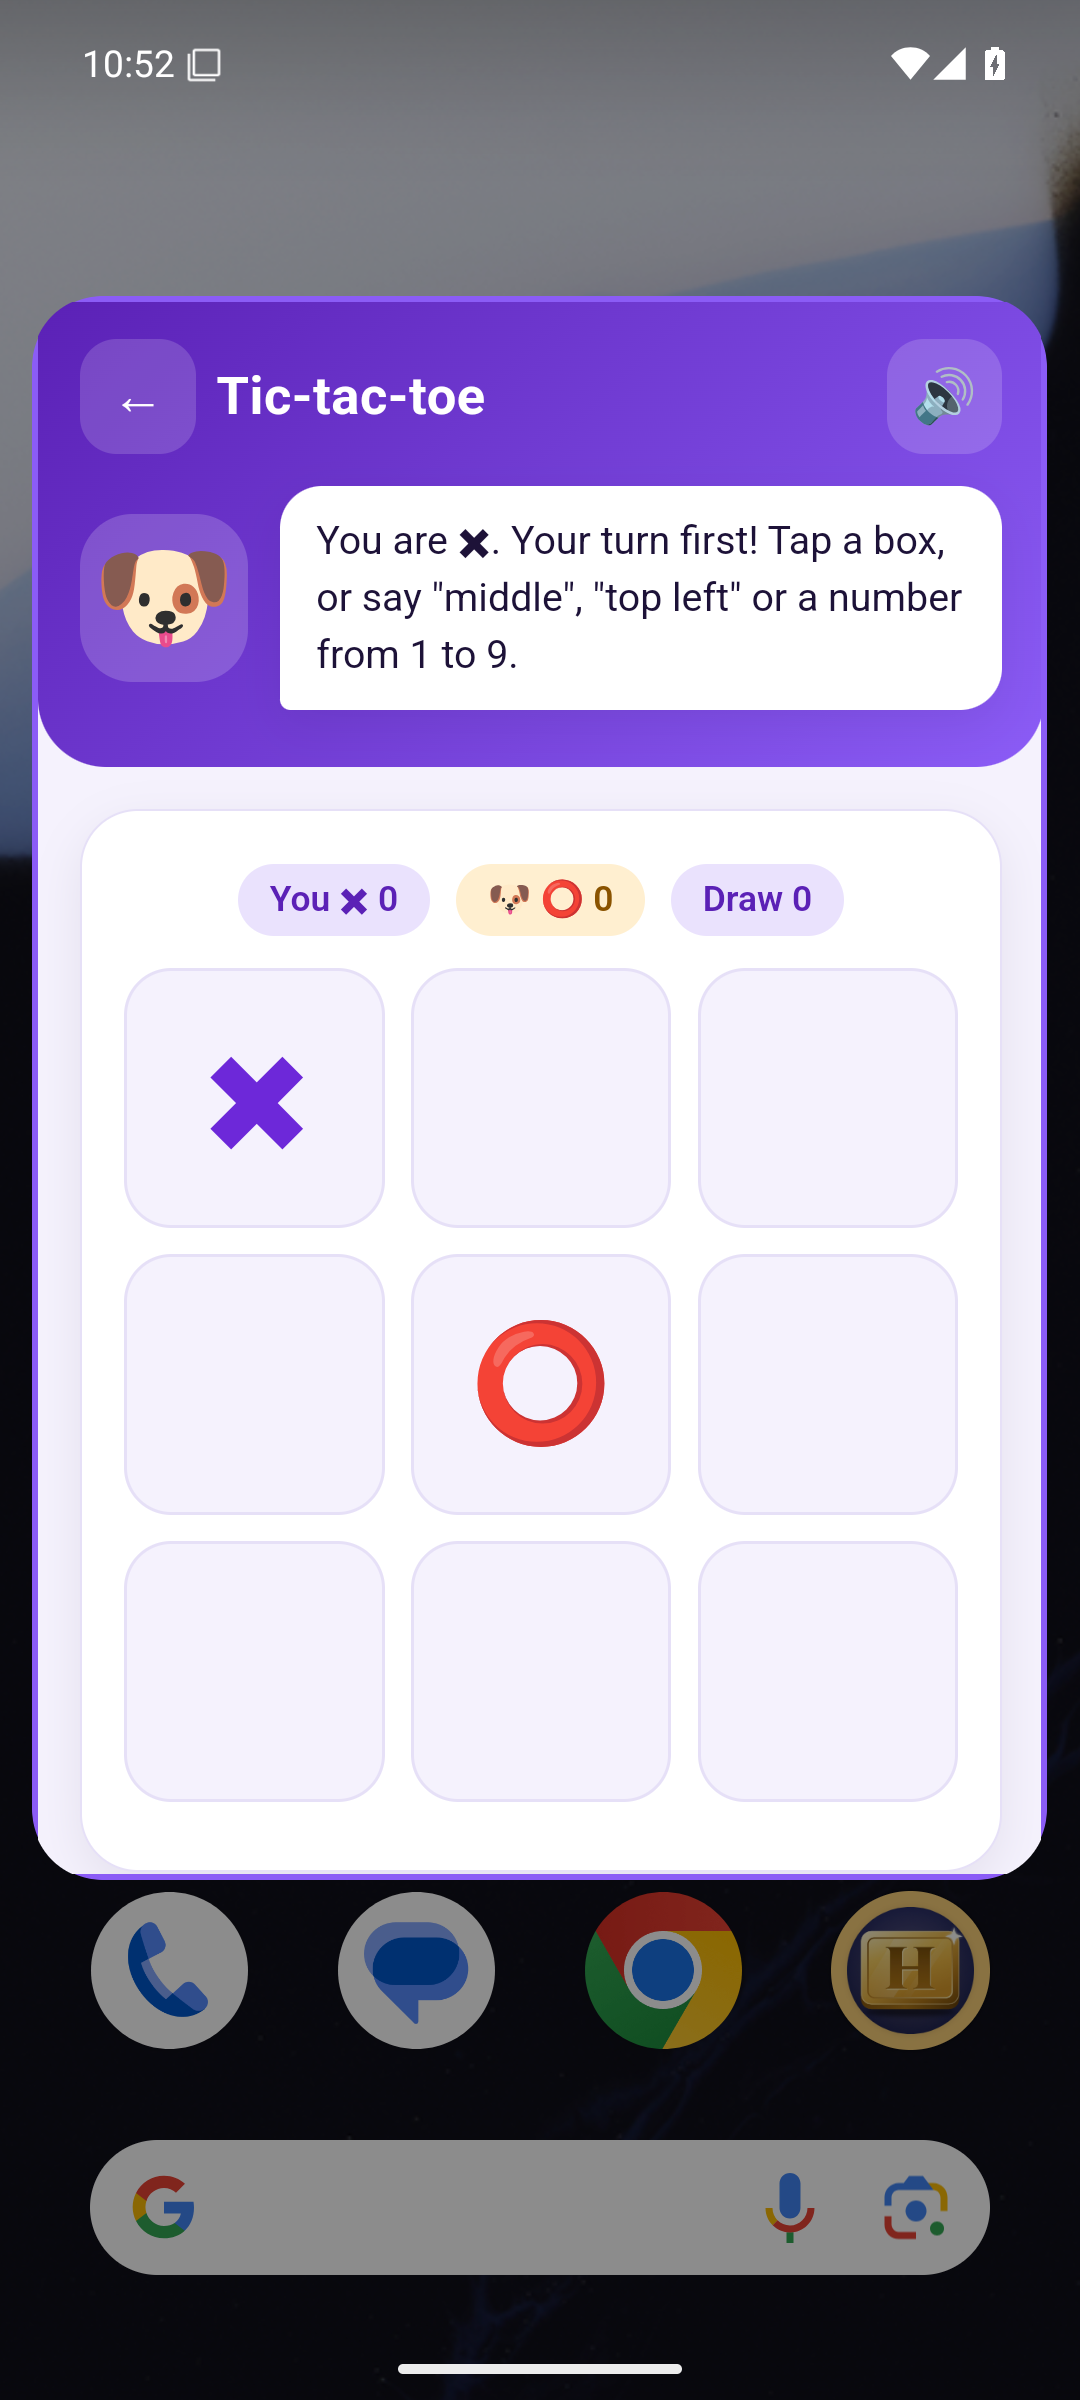 10:52
← Tic-tac-toe
You are ✖. Your turn first! Tap a box,
or say "middle", "top left" or a number
from 1 to 9.
You ✖ 0
🐶 ⭕ 0
Draw 0
✖
⭕
H
G